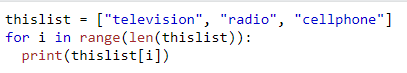 thislist = ["television", "radio", "cellphone"]
for i in range(len(thislist)):
  print(thislist[i])